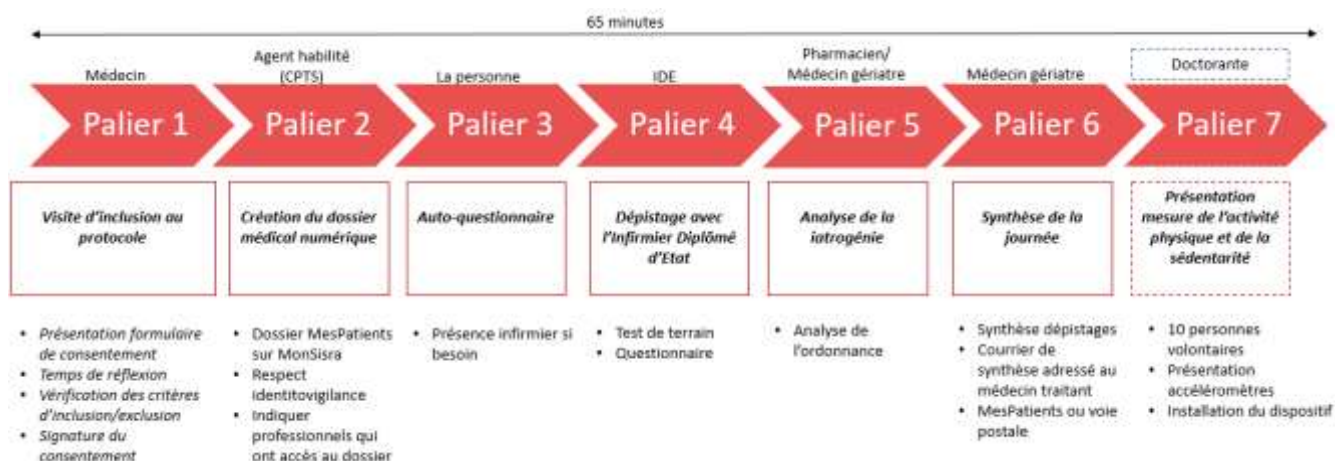 65 minutes
Médecin
Agent habilité
(CPTS)
La personne
IDE
Pharmacien/
Médecin gériatre
Médecin gériatre
Doctorante
Palier 1
Palier 2
Palier 3
Palier 4
Palier 5
Palier 6
Palier 7
Visite d'inclusion au
protocole
Création du dossier
médical numérique
Auto-questionnaire
Dépistage avec
l'Infirmier Diplômé
d'Etat
Analyse de la
iatrogénie
Synthèse de la
journée
Présentation
mesure de l'activité
physique et de la
sédentarité
• Présentation formulaire
de consentement
• Temps de réflexion
• Vérification des critères
d'inclusion/exclusion
• Signature du
consentement
• Dossier MesPatients
sur MonSisra
• Respect
identitovigilance
• Indiquer
professionnels qui
ont accès au dossier
• Présence infirmier si
besoin
• Test de terrain
• Questionnaire
• Analyse de
l'ordonnance
• Synthèse dépistages
• Courrier de
synthèse adressé au
médecin traitant
• MesPatients ou voie
postale
• 10 personnes
volontaires
• Présentation
accéléromètres
• Installation du dispositif